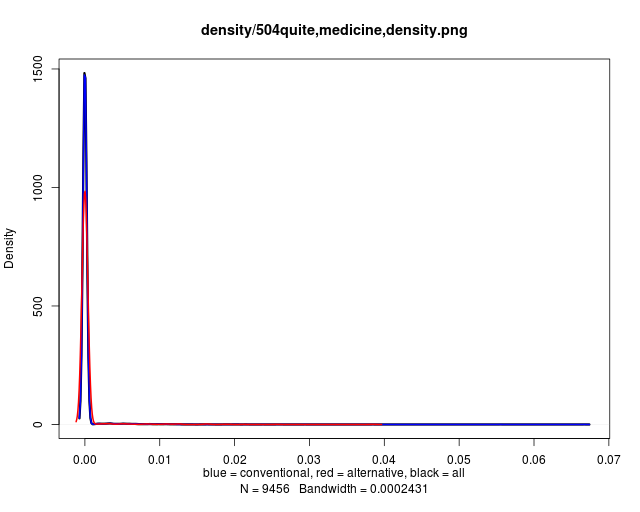 density/504quite,medicine,density.png
1500
1000
500
0
Density
0.00 0.01 0.02 0.03 0.04 0.05 0.06 0.07
blue = conventional, red = alternative, black = all
N = 9456 Bandwidth = 0.0002431